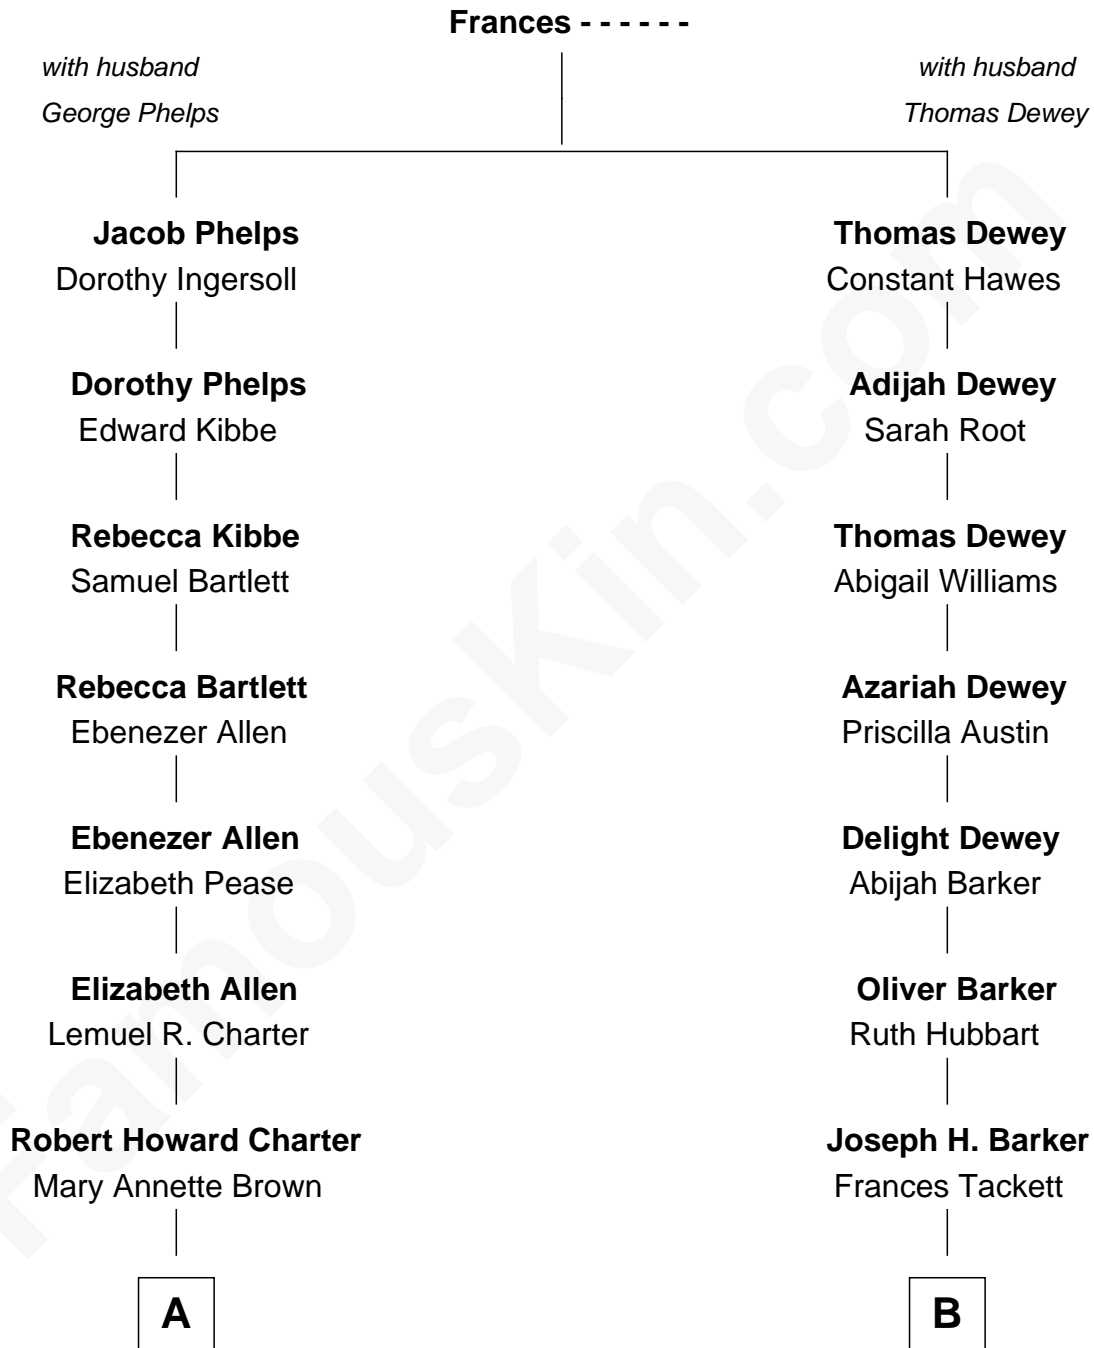 Frances - - - - - -
with husband
George Phelps
with husband
Thomas Dewey
Jacob Phelps
Dorothy Ingersoll
Thomas Dewey
Constant Hawes
Dorothy Phelps
Edward Kibbe
Adijah Dewey
Sarah Root
Rebecca Kibbe
Samuel Bartlett
Thomas Dewey
Abigail Williams
Rebecca Bartlett
Ebenezer Allen
Azariah Dewey
Priscilla Austin
Ebenezer Allen
Elizabeth Pease
Delight Dewey
Abijah Barker
Elizabeth Allen
Lemuel R. Charter
Oliver Barker
Ruth Hubbart
Robert Howard Charter
Mary Annette Brown
Joseph H. Barker
Frances Tackett
A
B
FamousKin.com